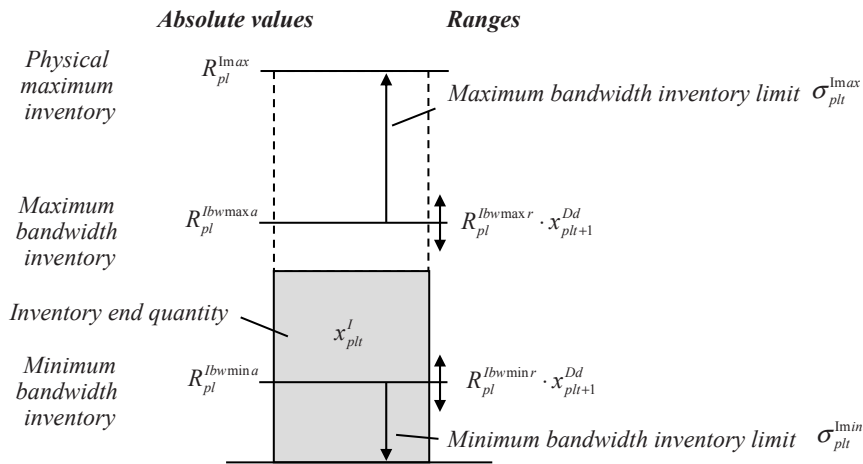 Absolute values Ranges
Physical
maximum
inventory
R_{pl}^{Imax}
Maximum bandwidth inventory limit σ_{plt}^{Imax}
Maximum
bandwidth
inventory
R_{pl}^{Ibwmaxa}
R_{pl}^{Ibwmaxr} · x_{plt+1}^{Dd}
Inventory end quantity
x_{plt}^{I}
Minimum
bandwidth
inventory
R_{pl}^{Ibwmina}
R_{pl}^{Ibwminr} · x_{plt+1}^{Dd}
Minimum bandwidth inventory limit σ_{plt}^{Imin}